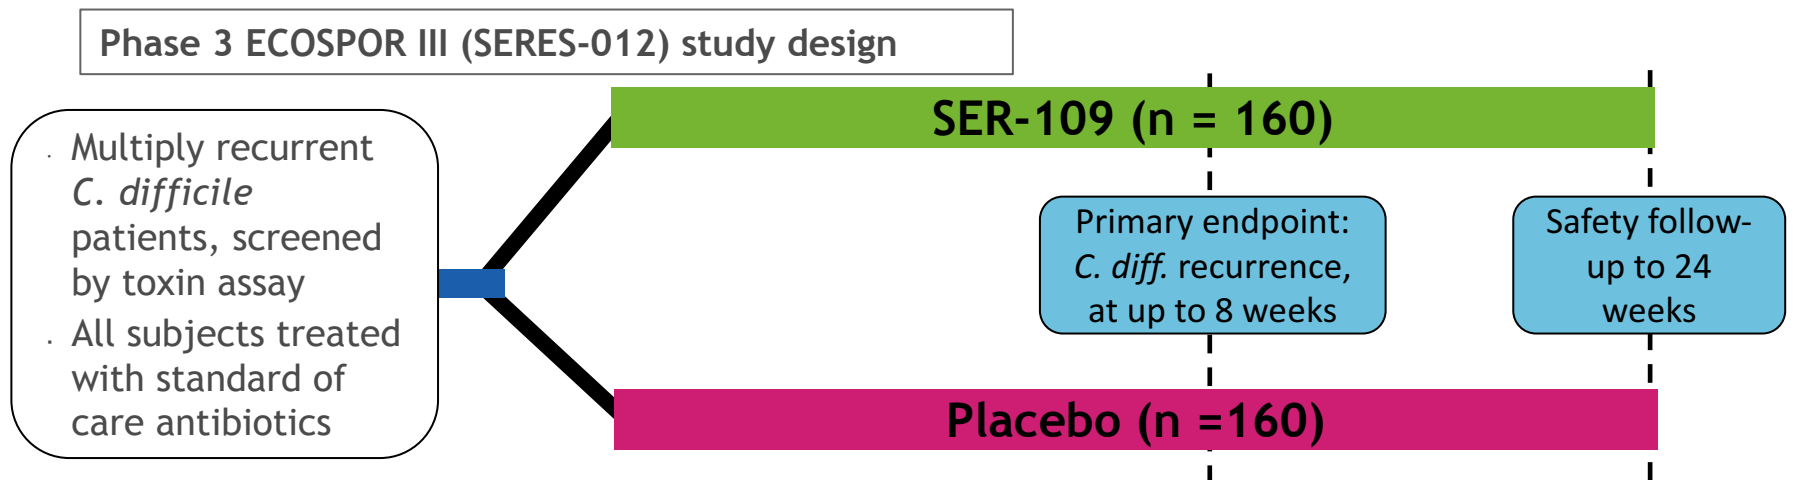 Phase 3 ECOSPOR III (SERES-012) study design
· Multiply recurrent
C. difficile
patients, screened
by toxin assay
· All subjects treated
with standard of
care antibiotics
SER-109 (n = 160)
Primary endpoint:
C. diff. recurrence,
at up to 8 weeks
Safety follow-
up to 24
weeks
Placebo (n =160)